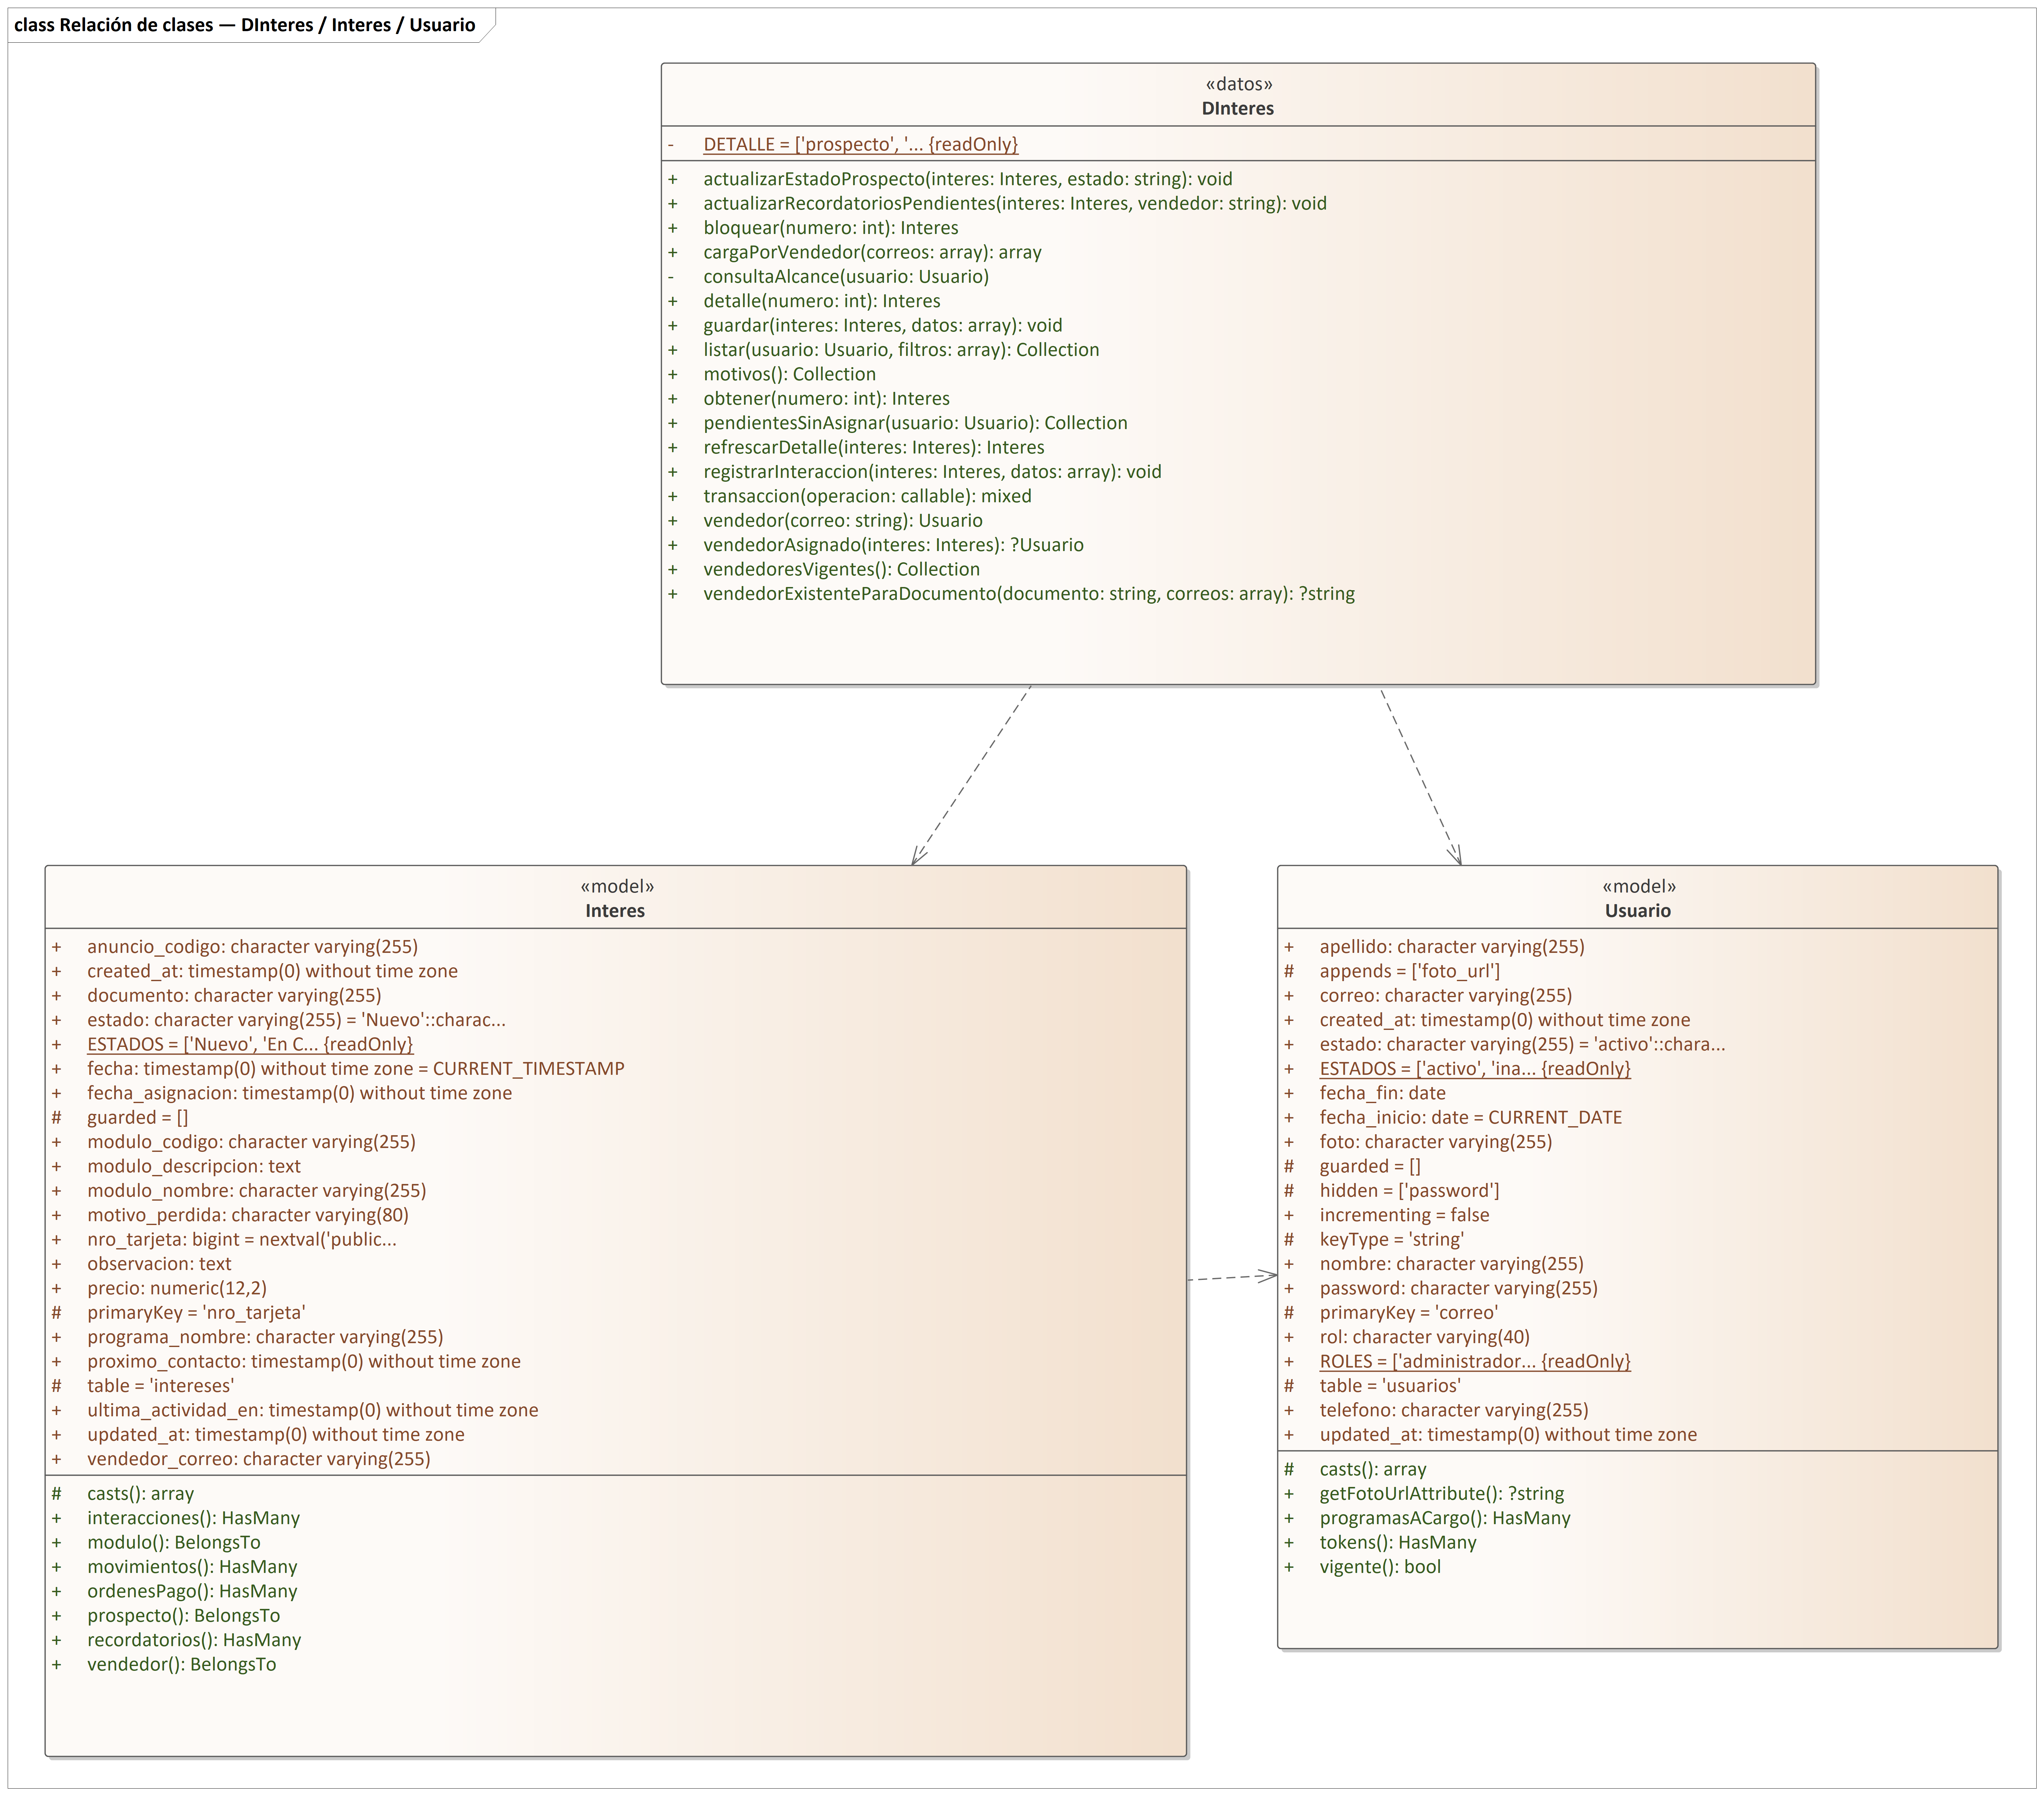 class Relación de clases — DInteres / Interes / Usuario
«datos»
DInteres
- DETALLE = ['prospecto', '... {readOnly}
+ actualizarEstadoProspecto(interes: Interes, estado: string): void
+ actualizarRecordatoriosPendientes(interes: Interes, vendedor: string): void
+ bloquear(numero: int): Interes
+ cargaPorVendedor(correos: array): array
- consultaAlcance(usuario: Usuario)
+ detalle(numero: int): Interes
+ guardar(interes: Interes, datos: array): void
+ listar(usuario: Usuario, filtros: array): Collection
+ motivos(): Collection
+ obtener(numero: int): Interes
+ pendientesSinAsignar(usuario: Usuario): Collection
+ refrescarDetalle(interes: Interes): Interes
+ registrarInteraccion(interes: Interes, datos: array): void
+ transaccion(operacion: callable): mixed
+ vendedor(correo: string): Usuario
+ vendedorAsignado(interes: Interes): ?Usuario
+ vendedoresVigentes(): Collection
+ vendedorExistenteParaDocumento(documento: string, correos: array): ?string
«model»
Interes
+ anuncio_codigo: character varying(255)
+ created_at: timestamp(0) without time zone
+ documento: character varying(255)
+ estado: character varying(255) = 'Nuevo'::charac...
+ ESTADOS = ['Nuevo', 'En C... {readOnly}
+ fecha: timestamp(0) without time zone = CURRENT_TIMESTAMP
+ fecha_asignacion: timestamp(0) without time zone
# guarded = []
+ modulo_codigo: character varying(255)
+ modulo_descripcion: text
+ modulo_nombre: character varying(255)
+ motivo_perdida: character varying(80)
+ nro_tarjeta: bigint = nextval('public...
+ observacion: text
+ precio: numeric(12,2)
# primaryKey = 'nro_tarjeta'
+ programa_nombre: character varying(255)
+ proximo_contacto: timestamp(0) without time zone
# table = 'intereses'
+ ultima_actividad_en: timestamp(0) without time zone
+ updated_at: timestamp(0) without time zone
+ vendedor_correo: character varying(255)
# casts(): array
+ interacciones(): HasMany
+ modulo(): BelongsTo
+ movimientos(): HasMany
+ ordenesPago(): HasMany
+ prospecto(): BelongsTo
+ recordatorios(): HasMany
+ vendedor(): BelongsTo
«model»
Usuario
+ apellido: character varying(255)
# appends = ['foto_url']
+ correo: character varying(255)
+ created_at: timestamp(0) without time zone
+ estado: character varying(255) = 'activo'::chara...
+ ESTADOS = ['activo', 'ina... {readOnly}
+ fecha_fin: date
+ fecha_inicio: date = CURRENT_DATE
+ foto: character varying(255)
# guarded = []
# hidden = ['password']
+ incrementing = false
# keyType = 'string'
+ nombre: character varying(255)
+ password: character varying(255)
# primaryKey = 'correo'
+ rol: character varying(40)
+ ROLES = ['administrador... {readOnly}
# table = 'usuarios'
+ telefono: character varying(255)
+ updated_at: timestamp(0) without time zone
# casts(): array
+ getFotoUrlAttribute(): ?string
+ programasACargo(): HasMany
+ tokens(): HasMany
+ vigente(): bool